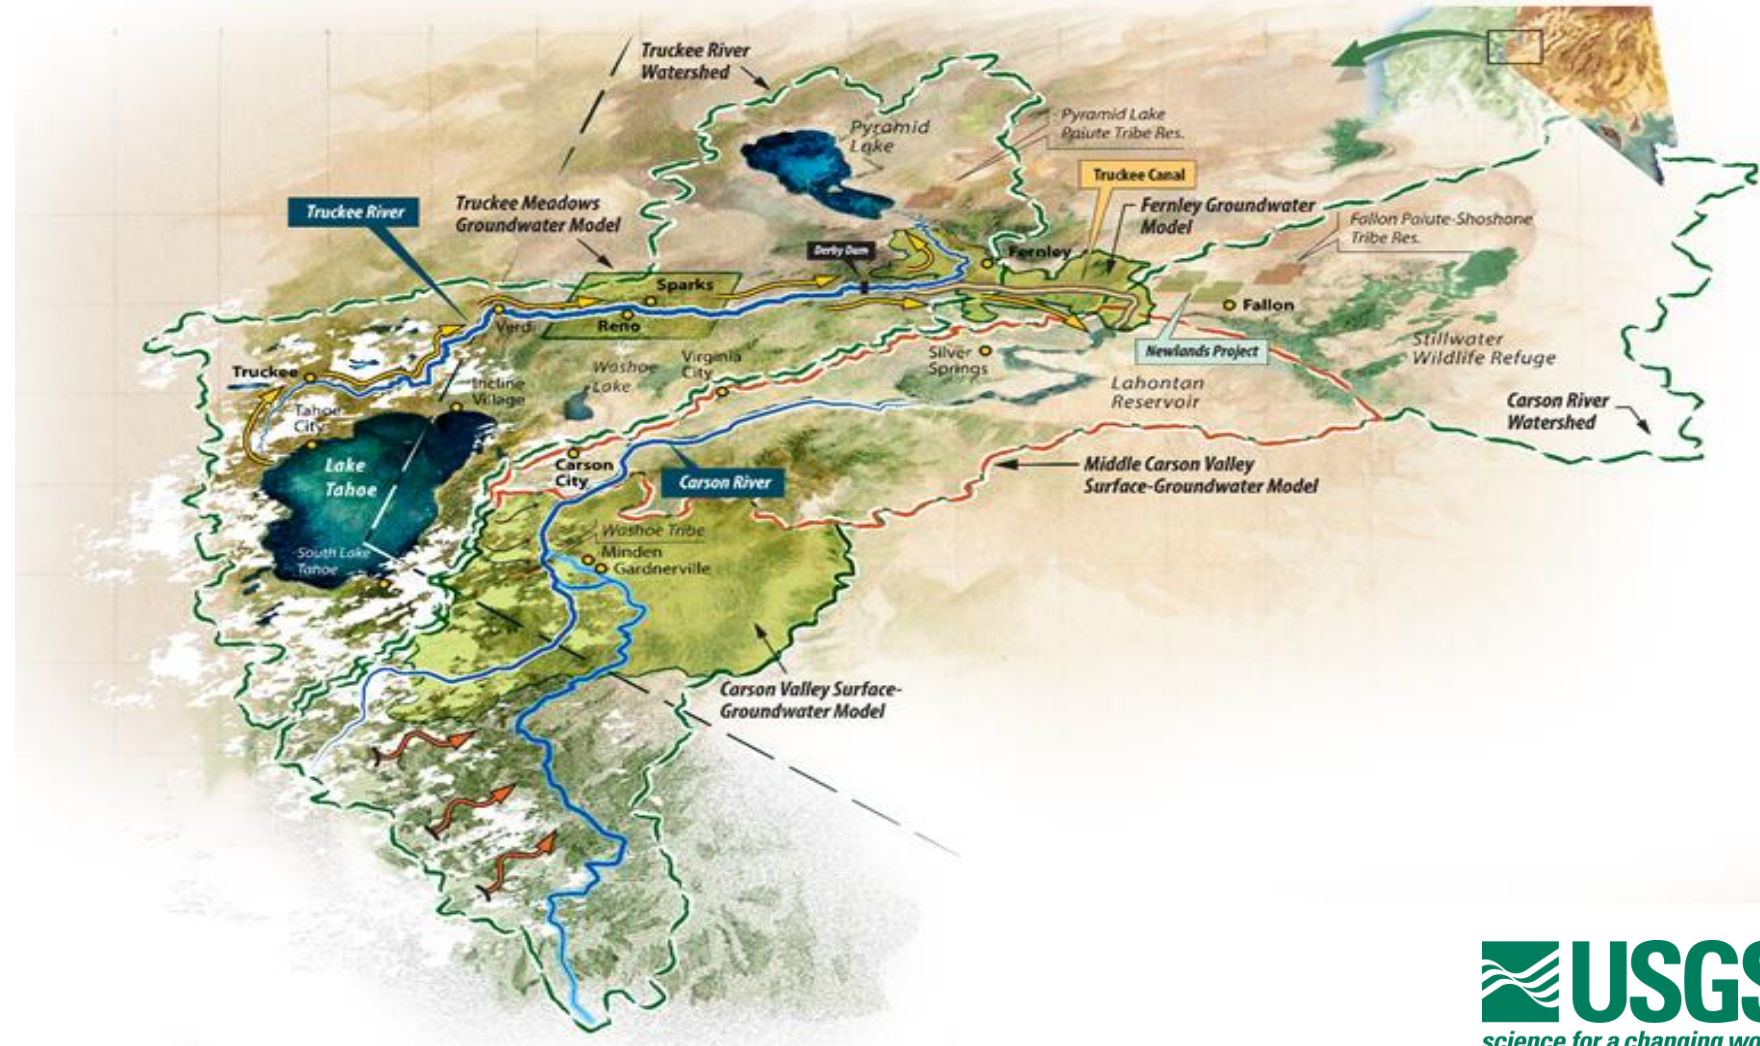 Truckee River
Watershed
Pyramid
Lake
Pyramid Lake
Paiute Tribe Res.
Truckee Canal
Truckee River
Truckee Meadows
Groundwater Model
Fernley Groundwater
Model
Fallon Paiute-Shoshone
Tribe Res.
Derby Dam
Fernley
Sparks
Fallon
Verdi
Reno
Stillwater
Wildlife Refuge
Newlands Project
Silver
Springs
Virginia
City
Washoe
Lake
Truckee
Incline
Village
Lahontan
Reservoir
Carson River
Watershed
Tahoe
City
Lake
Tahoe
Carson
City
Carson River
Middle Carson Valley
Surface-Groundwater Model
Washoe Tribe
Minden
Gardnerville
South Lake
Tahoe
Carson Valley Surface-
Groundwater Model
USGS
science for a changing wo